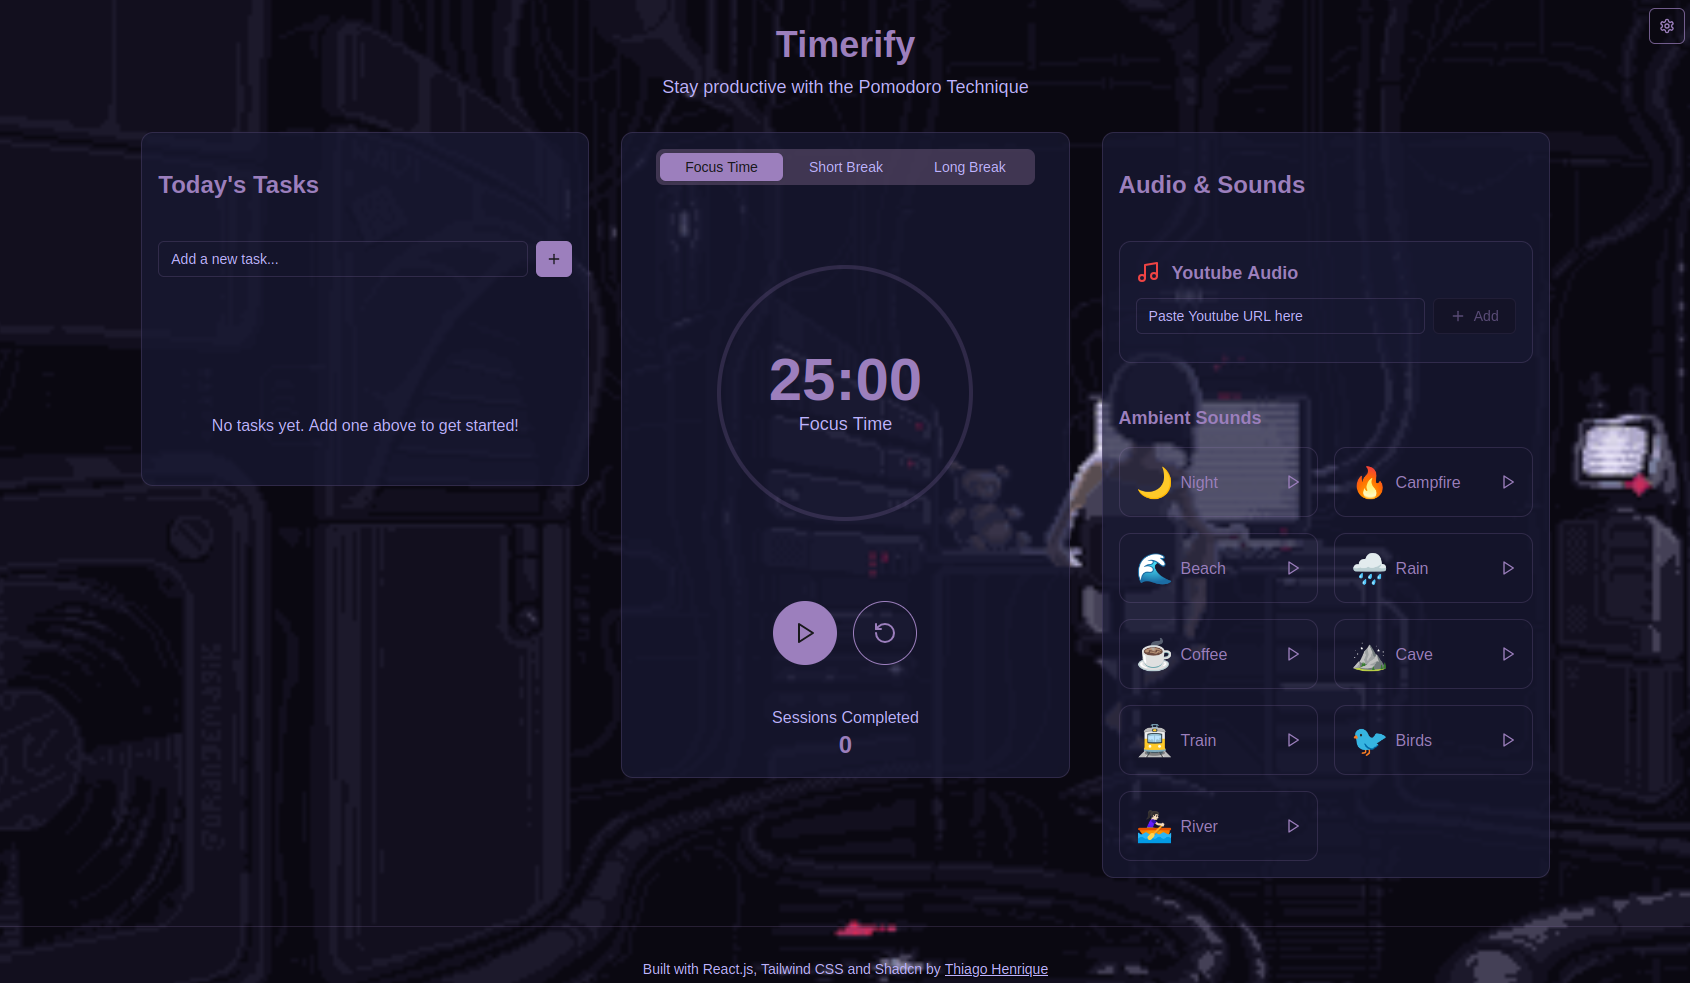 Timerify
Stay productive with the Pomodoro Technique
Today's Tasks
Add a new task...
No tasks yet. Add one above to get started!
Focus Time
Short Break
Long Break
25:00
Focus Time
Sessions Completed
0
Audio & Sounds
Youtube Audio
Paste Youtube URL here
Add
Ambient Sounds
Night
Campfire
Beach
Rain
Coffee
Cave
Train
Birds
River
Built with React.js, Tailwind CSS and Shadcn by Thiago Henrique